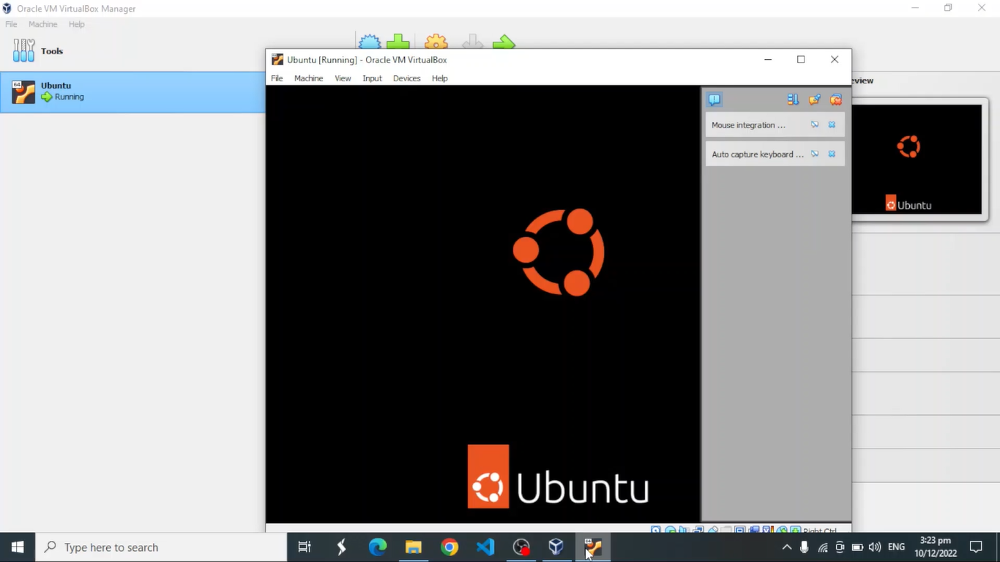 Oracle VM VirtualBox Manager
File Machine Help
Tools
64
Ubuntu
Running
Ubuntu [Running] - Oracle VM VirtualBox
File Machine View Input Devices Help
Mouse integration ...
Auto capture keyboard ...
Ubuntu
Right Ctrl
eview
Ubuntu
Type here to search
64
ENG
3:23 pm
10/12/2022